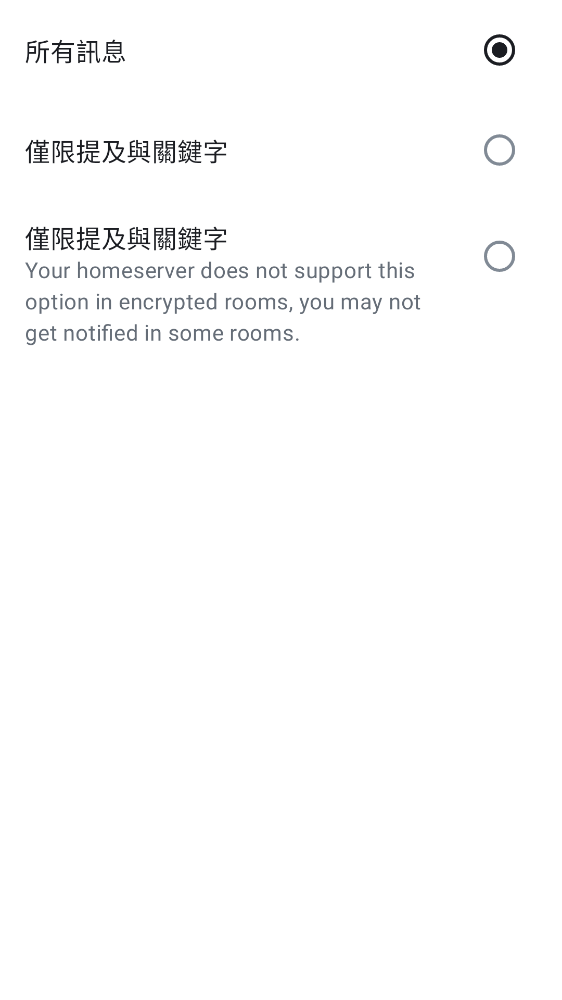 所有訊息
僅限提及與關鍵字
僅限提及與關鍵字
Your homeserver does not support this
option in encrypted rooms, you may not
get notified in some rooms.